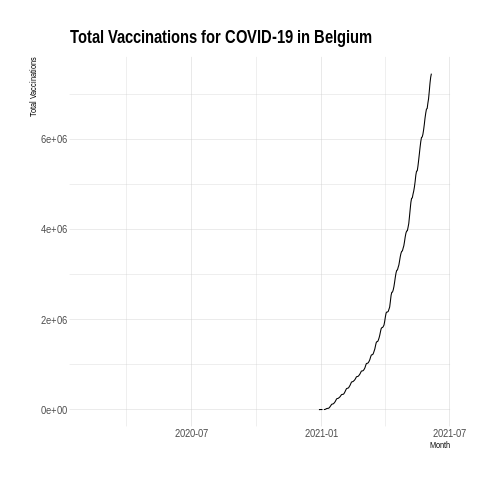 Total Vaccinations for COVID-19 in Belgium
Total Vaccinations
6e+06
4e+06
2e+06
0e+00
2020-07
2021-01
2021-07
Month